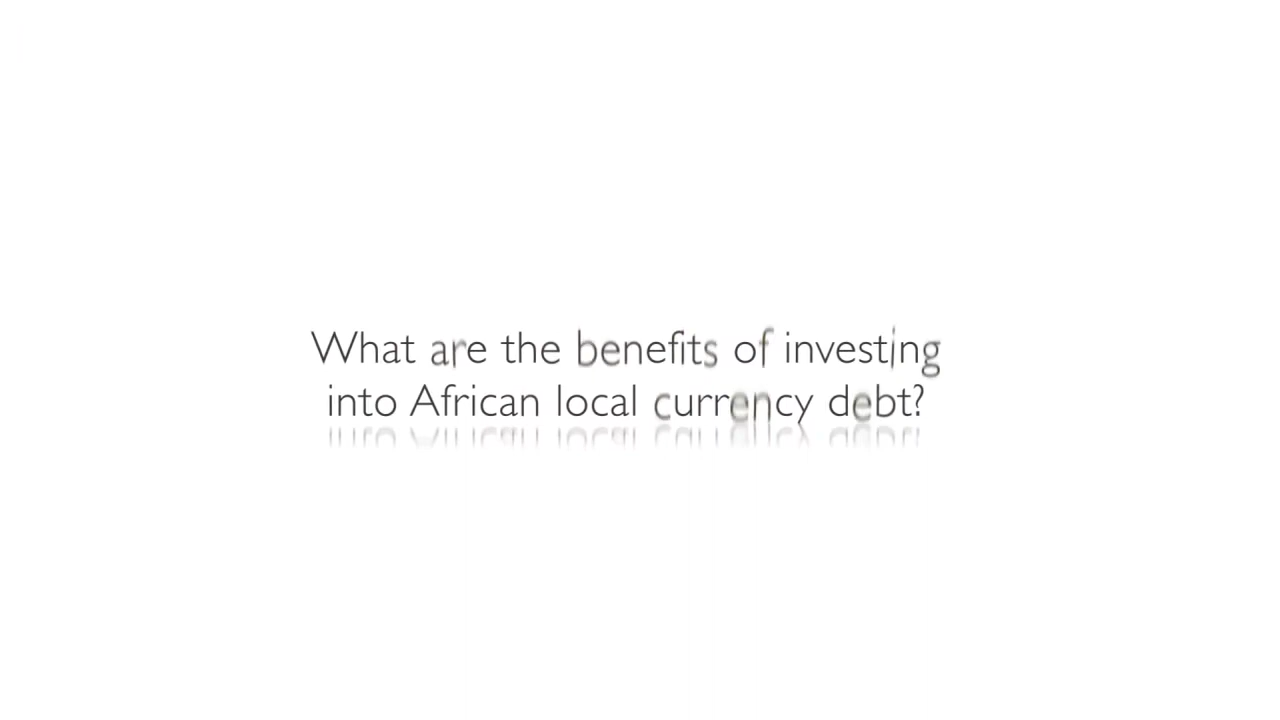 What are the benefits of investing
into African local currency debt?